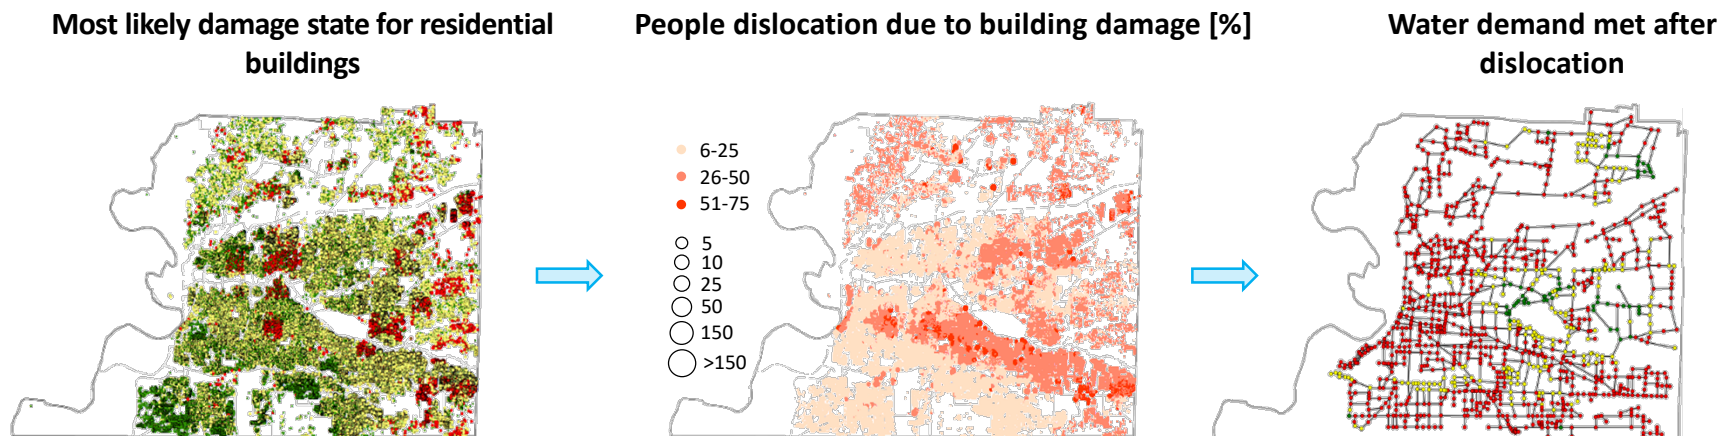 Most likely damage state for residential
buildings
People dislocation due to building damage [%]
Water demand met after
dislocation
6-25
26-50
51-75
5
10
25
50
150
>150